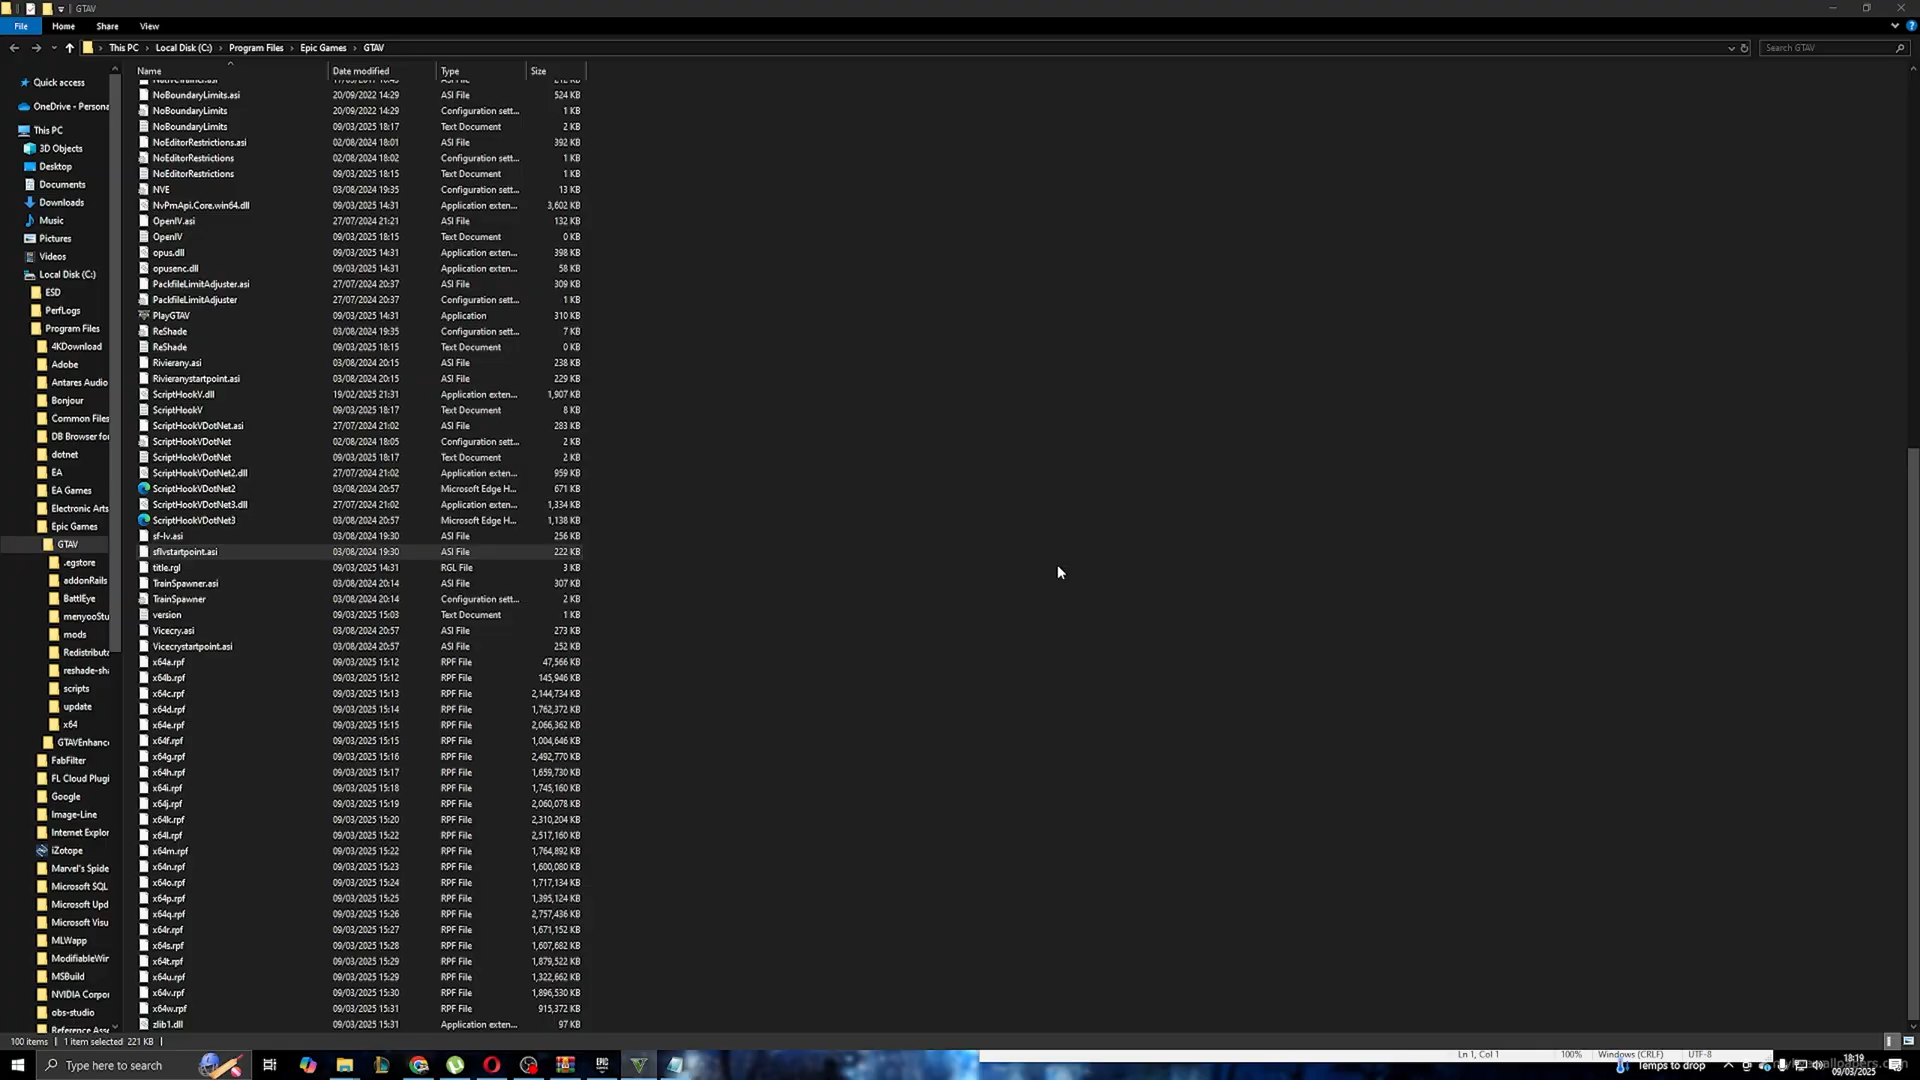 GTAV
File Home Share View
This PC Local Disk (C:) Program Files Epic Games GTAV Search GTAV
Name Date modified Type Size
NoBoundaryLimits.asi 20/09/2022 14:29 ASI File 524 KB
NoBoundaryLimits 20/09/2022 14:29 Configuration sett... 1 KB
NoBoundaryLimits 09/03/2025 18:17 Text Document 2 KB
NoEditorRestrictions.asi 02/08/2024 18:01 ASI File 392 KB
NoEditorRestrictions 02/08/2024 18:02 Configuration sett... 1 KB
NoEditorRestrictions 09/03/2025 18:15 Text Document 1 KB
NVE 03/08/2024 19:35 Configuration sett... 13 KB
NvPmApi.Core.win64.dll 09/03/2025 14:31 Application exten... 3,602 KB
OpenIV.asi 27/07/2024 21:21 ASI File 132 KB
OpenIV 09/03/2025 18:15 Text Document 0 KB
opus.dll 09/03/2025 14:31 Application exten... 398 KB
opusenc.dll 09/03/2025 14:31 Application exten... 58 KB
PackfileLimitAdjuster.asi 27/07/2024 20:37 ASI File 309 KB
PackfileLimitAdjuster 27/07/2024 20:37 Configuration sett... 1 KB
PlayGTAV 09/03/2025 14:31 Application 310 KB
ReShade 03/08/2024 19:35 Configuration sett... 7 KB
ReShade 09/03/2025 18:15 Text Document 0 KB
Rivierany.asi 03/08/2024 20:15 ASI File 238 KB
Rivieranystartpoint.asi 03/08/2024 20:15 ASI File 229 KB
ScriptHookV.dll 19/02/2025 21:31 Application exten... 1,907 KB
ScriptHookV 09/03/2025 18:17 Text Document 8 KB
ScriptHookVDotNet.asi 27/07/2024 21:02 ASI File 283 KB
ScriptHookVDotNet 02/08/2024 18:05 Configuration sett... 2 KB
ScriptHookVDotNet 09/03/2025 18:17 Text Document 2 KB
ScriptHookVDotNet2.dll 27/07/2024 21:02 Application exten... 959 KB
ScriptHookVDotNet2 03/08/2024 20:57 Microsoft Edge H... 671 KB
ScriptHookVDotNet3.dll 27/07/2024 21:02 Application exten... 1,334 KB
ScriptHookVDotNet3 03/08/2024 20:57 Microsoft Edge H... 1,138 KB
sf-lv.asi 03/08/2024 19:30 ASI File 256 KB
sflvstartpoint.asi 03/08/2024 19:30 ASI File 222 KB
title.rgl 09/03/2025 14:31 RGL File 3 KB
TrainSpawner.asi 03/08/2024 20:14 ASI File 307 KB
TrainSpawner 03/08/2024 20:14 Configuration sett... 2 KB
version 09/03/2025 15:03 Text Document 1 KB
Vicecry.asi 03/08/2024 20:57 ASI File 273 KB
Vicecrystartpoint.asi 03/08/2024 20:57 ASI File 252 KB
x64a.rpf 09/03/2025 15:12 RPF File 47,566 KB
x64b.rpf 09/03/2025 15:12 RPF File 145,946 KB
x64c.rpf 09/03/2025 15:13 RPF File 2,144,734 KB
x64d.rpf 09/03/2025 15:14 RPF File 1,762,372 KB
x64e.rpf 09/03/2025 15:15 RPF File 2,066,362 KB
x64f.rpf 09/03/2025 15:15 RPF File 1,004,646 KB
x64g.rpf 09/03/2025 15:16 RPF File 2,492,770 KB
x64h.rpf 09/03/2025 15:17 RPF File 1,659,730 KB
x64i.rpf 09/03/2025 15:18 RPF File 1,745,160 KB
x64j.rpf 09/03/2025 15:19 RPF File 2,060,078 KB
x64k.rpf 09/03/2025 15:20 RPF File 2,310,204 KB
x64l.rpf 09/03/2025 15:22 RPF File 2,517,160 KB
x64m.rpf 09/03/2025 15:22 RPF File 1,764,892 KB
x64n.rpf 09/03/2025 15:23 RPF File 1,600,080 KB
x64o.rpf 09/03/2025 15:24 RPF File 1,717,134 KB
x64p.rpf 09/03/2025 15:25 RPF File 1,395,124 KB
x64q.rpf 09/03/2025 15:26 RPF File 2,757,436 KB
x64r.rpf 09/03/2025 15:27 RPF File 1,671,152 KB
x64s.rpf 09/03/2025 15:28 RPF File 1,607,682 KB
x64t.rpf 09/03/2025 15:29 RPF File 1,879,522 KB
x64u.rpf 09/03/2025 15:29 RPF File 1,322,662 KB
x64v.rpf 09/03/2025 15:30 RPF File 1,896,530 KB
x64w.rpf 09/03/2025 15:31 RPF File 915,372 KB
zlib1.dll 09/03/2025 15:31 Application exten... 97 KB
Quick access
OneDrive - Persona
This PC
3D Objects
Desktop
Documents
Downloads
Music
Pictures
Videos
Local Disk (C:)
ESD
PerfLogs
Program Files
4KDownload
Adobe
Antares Audio
Bonjour
Common Files
DB Browser for
dotnet
EA
EA Games
Electronic Arts
Epic Games
GTAV
.egstore
addonRails
BattlEye
menyooStu
mods
Redistributa
reshade-sha
scripts
update
x64
GTAVEnhanc
FabFilter
FL Cloud Plugi
Google
Image-Line
Internet Explor
iZotope
Marvel's Spide
Microsoft SQL
Microsoft Upd
Microsoft Visu
MLWapp
ModifiableWin
MSBuild
NVIDIA Corpor
obs-studio
Reference Asse
100 items 1 item selected 221 KB
Type here to search
EPIC GAMES
Ln 1, Col 1 100% Windows (CRLF) UTF-8
Temps to drop
18:19
09/03/2025